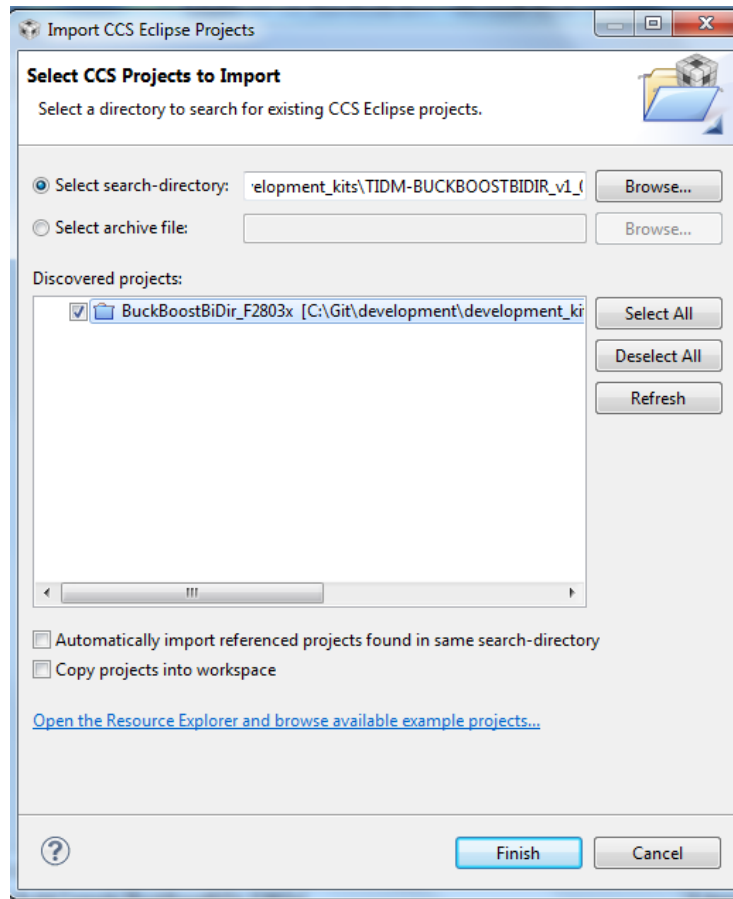 Import CCS Eclipse Projects
Select CCS Projects to Import
Select a directory to search for existing CCS Eclipse projects.
Select search-directory: elopment_kits\TIDM-BUCKBOOSTBIDIR_v1_ Browse...
Select archive file: Browse...
Discovered projects:
BuckBoostBiDir_F2803x [C:\Git\development\development_ki
Select All
Deselect All
Refresh
Automatically import referenced projects found in same search-directory
Copy projects into workspace
Open the Resource Explorer and browse available example projects...
Finish Cancel